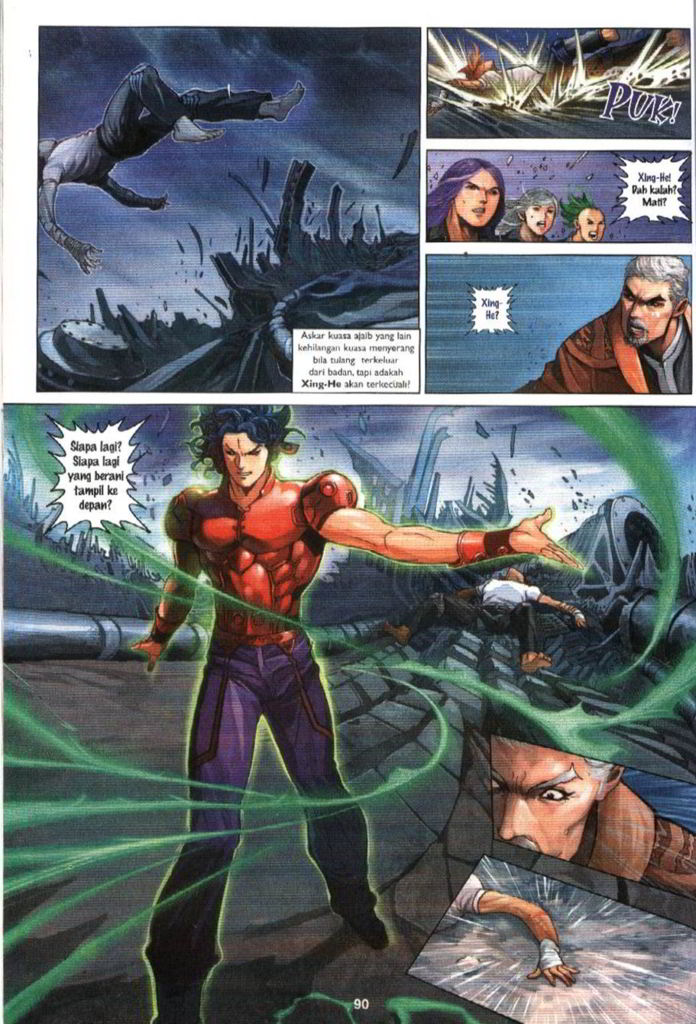 Askar kuasa ajaib yang lain
kehilangan kuasa menyerang
bila tulang terkeluar
dari badan, tapi adakah
Xing-He akan terkecuali?
PUK!
Xing-He!
Dah kalah?
Mati?
Xing-
He?
Siapa lagi?
Siapa lagi
yang berani
tampil ke
depan?
90